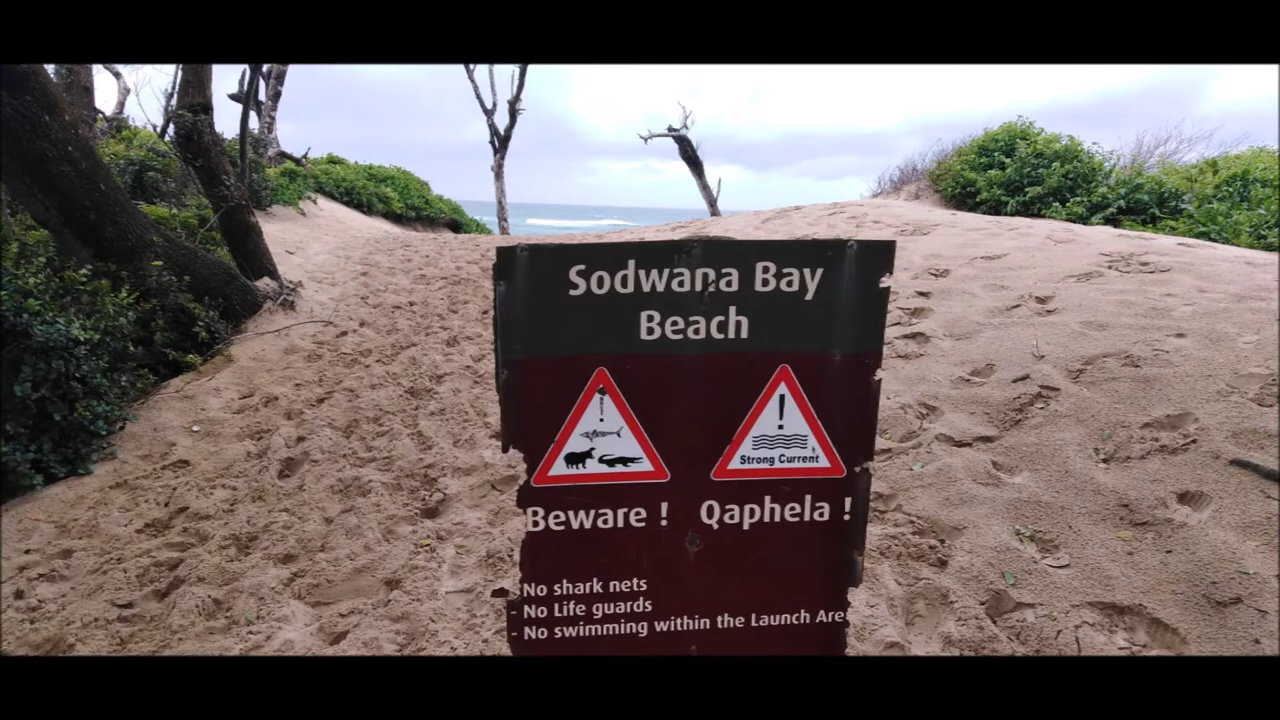 Sodwana Bay
Beach
!
!
Strong Current
Beware !
Qaphela !
- No shark nets
- No Life guards
- No swimming within the Launch Are